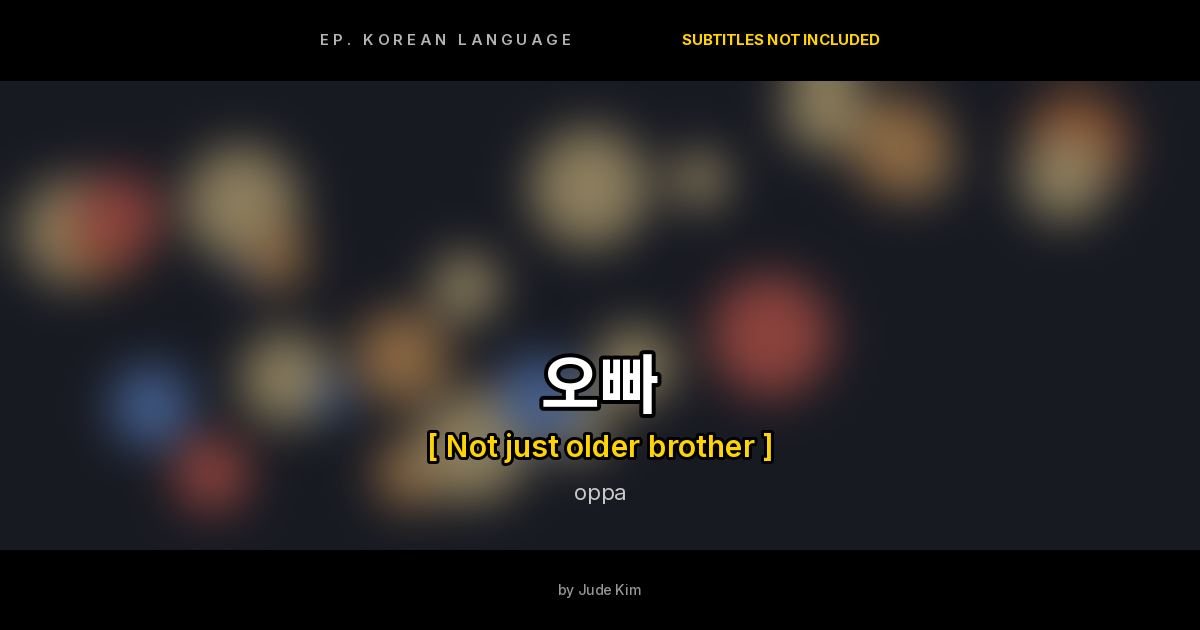 EP. KOREAN LANGUAGE
SUBTITLES NOT INCLUDED
오빠
[ Not just older brother ]
oppa
by Jude Kim